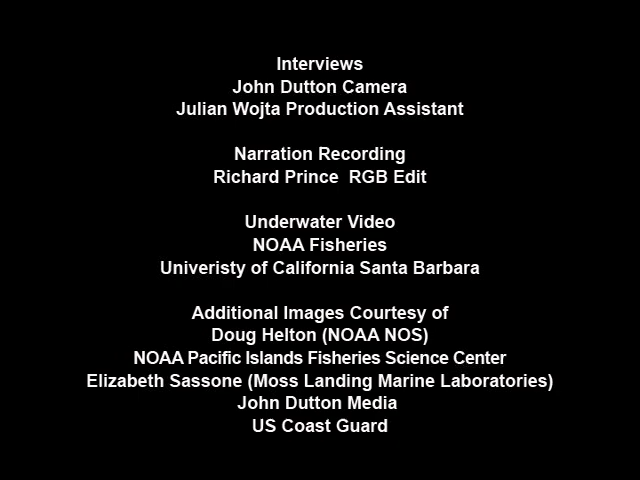 Interviews
John Dutton Camera
Julian Wojta Production Assistant
Narration Recording
Richard Prince  RGB Edit
Underwater Video
NOAA Fisheries
Univeristy of California Santa Barbara
Additional Images Courtesy of
Doug Helton (NOAA NOS)
NOAA Pacific Islands Fisheries Science Center
Elizabeth Sassone (Moss Landing Marine Laboratories)
John Dutton Media
US Coast Guard